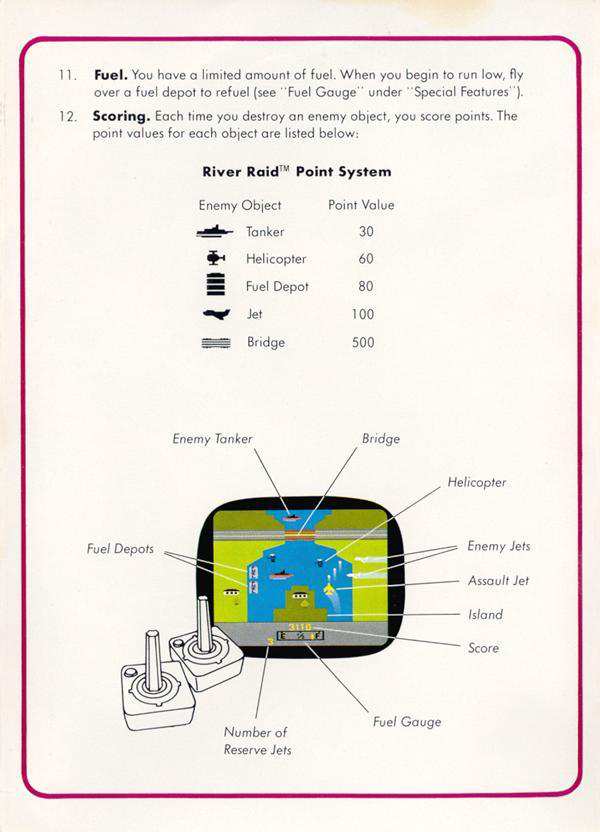 11. Fuel. You have a limited amount of fuel. When you begin to run low, fly
over a fuel depot to refuel (see "Fuel Gauge" under "Special Features").
12. Scoring. Each time you destroy an enemy object, you score points. The
point values for each object are listed below:
River Raid™ Point System
Enemy Object Point Value
Tanker 30
Helicopter 60
Fuel Depot 80
Jet 100
Bridge 500
Enemy Tanker Bridge
Helicopter
Fuel Depots Enemy Jets
Assault Jet
Island
3110
Score
E ½ F
3
Fuel Gauge
Number of
Reserve Jets